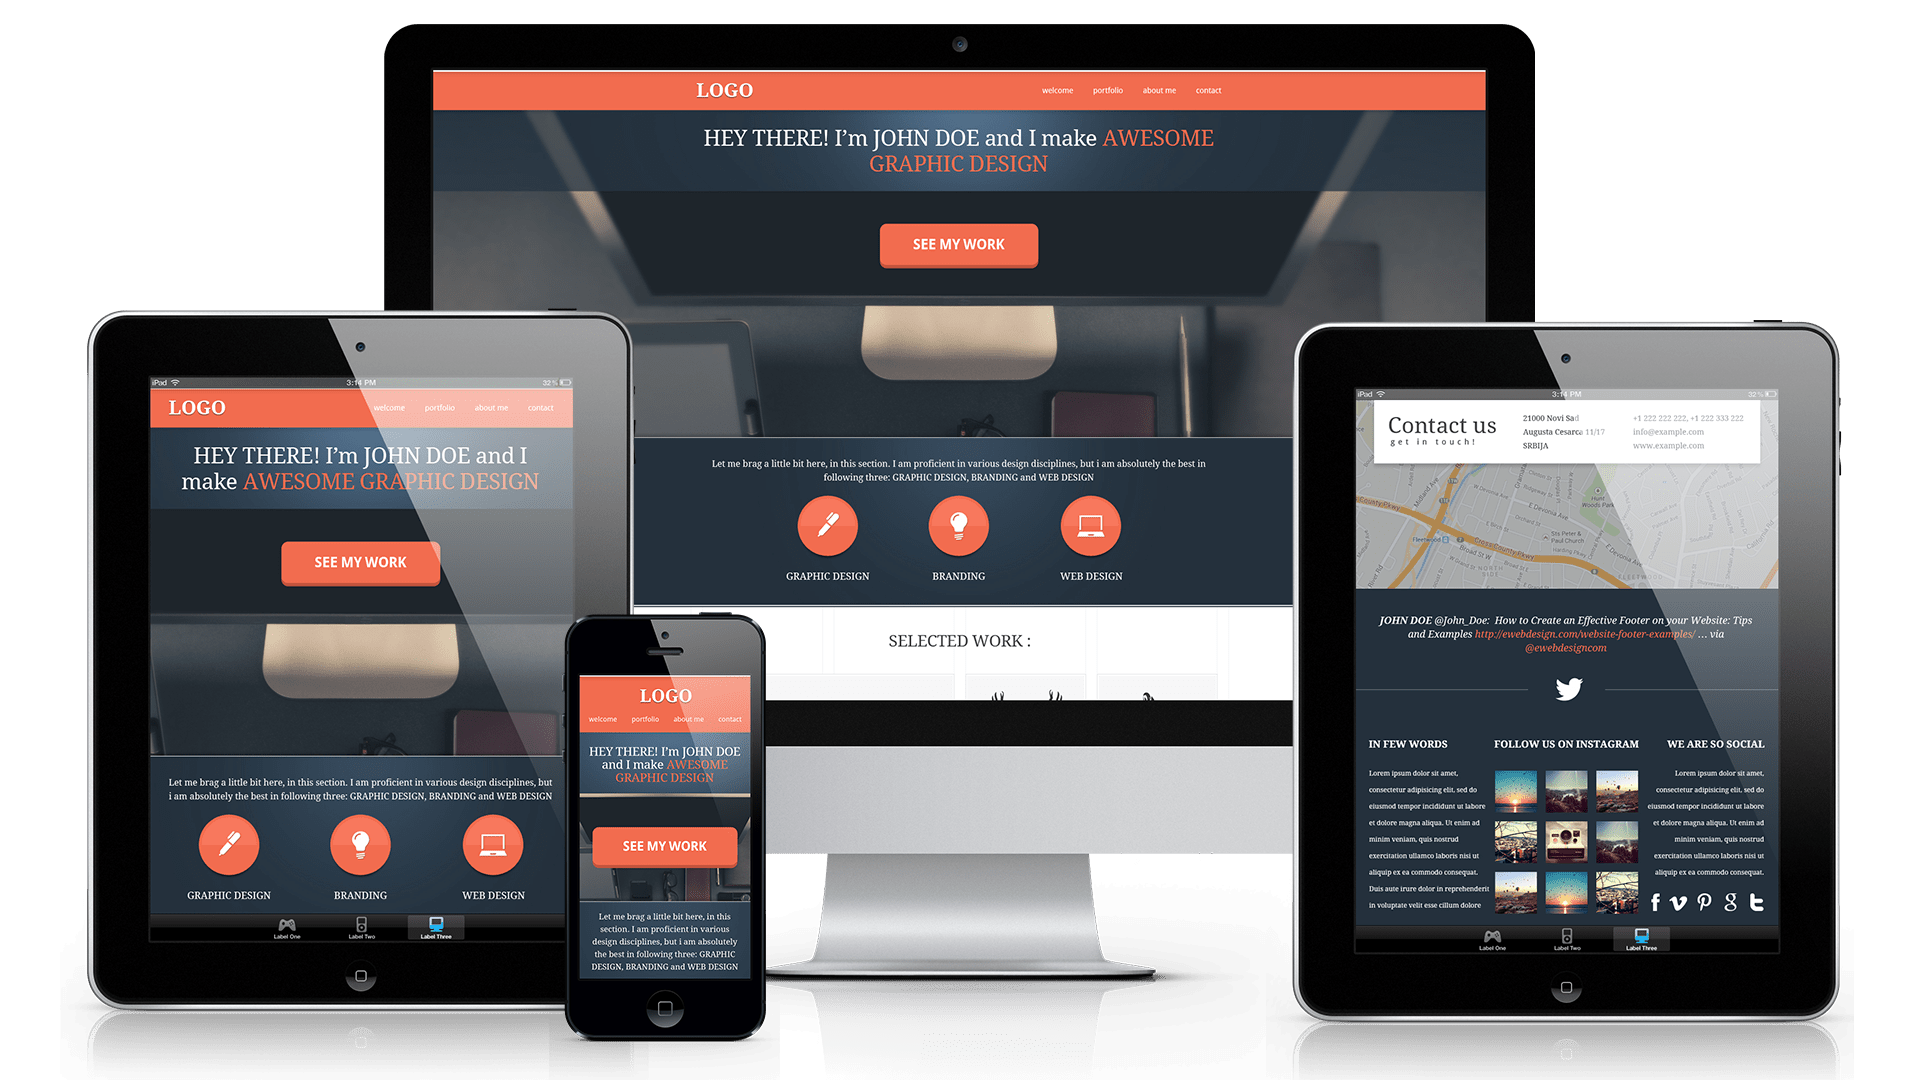 LOGO
welcome portfolio about me contact
HEY THERE! I’m JOHN DOE and I make AWESOME
GRAPHIC DESIGN
SEE MY WORK
Let me brag a little bit here, in this section. I am proficient in various design disciplines, but i am absolutely the best in
following three: GRAPHIC DESIGN, BRANDING and WEB DESIGN
GRAPHIC DESIGN BRANDING WEB DESIGN
SELECTED WORK :
iPad 3:14 PM 32%
LOGO
welcome portfolio about me contact
HEY THERE! I’m JOHN DOE and I
make AWESOME GRAPHIC DESIGN
SEE MY WORK
Let me brag a little bit here, in this section. I am proficient in various design disciplines, but
i am absolutely the best in following three: GRAPHIC DESIGN, BRANDING and WEB DESIGN
GRAPHIC DESIGN BRANDING WEB DESIGN
Label One Label Two Label Three
LOGO
welcome portfolio about me contact
HEY THERE! I’m JOHN DOE
and I make AWESOME
GRAPHIC DESIGN
SEE MY WORK
Let me brag a little bit here, in this
section. I am proficient in various
design disciplines, but i am absolutely
the best in following three: GRAPHIC
DESIGN, BRANDING and WEB DESIGN
iPad 3:14 PM 32%
Contact us
get in touch!
21000 Novi Sad
Augusta Cesarca 11/17
SRBIJA
+1 222 222 222, +1 222 333 222
info@example.com
www.example.com
Hunt
Woods Park
Sts Peter &
Paul Church
Fleetwood
Cross County Pkwy
E Devonia Ave
FLEETWOOD
JOHN DOE @John_Doe: How to Create an Effective Footer on your Website: Tips
and Examples http://ewebdesign.com/website-footer-examples/ ... via
@ewebdesigncom
IN FEW WORDS
Lorem ipsum dolor sit amet,
consectetur adipisicing elit, sed do
eiusmod tempor incididunt ut labore
et dolore magna aliqua. Ut enim ad
minim veniam, quis nostrud
exercitation ullamco laboris nisi ut
aliquip ex ea commodo consequat.
Duis aute irure dolor in reprehenderit
in voluptate velit esse cillum dolore
FOLLOW US ON INSTAGRAM
WE ARE SO SOCIAL
Lorem ipsum dolor sit amet,
consectetur adipisicing elit, sed do
eiusmod tempor incididunt ut labore
et dolore magna aliqua. Ut enim ad
minim veniam, quis nostrud
exercitation ullamco laboris nisi ut
aliquip ex ea commodo consequat.
Label One Label Two Label Three